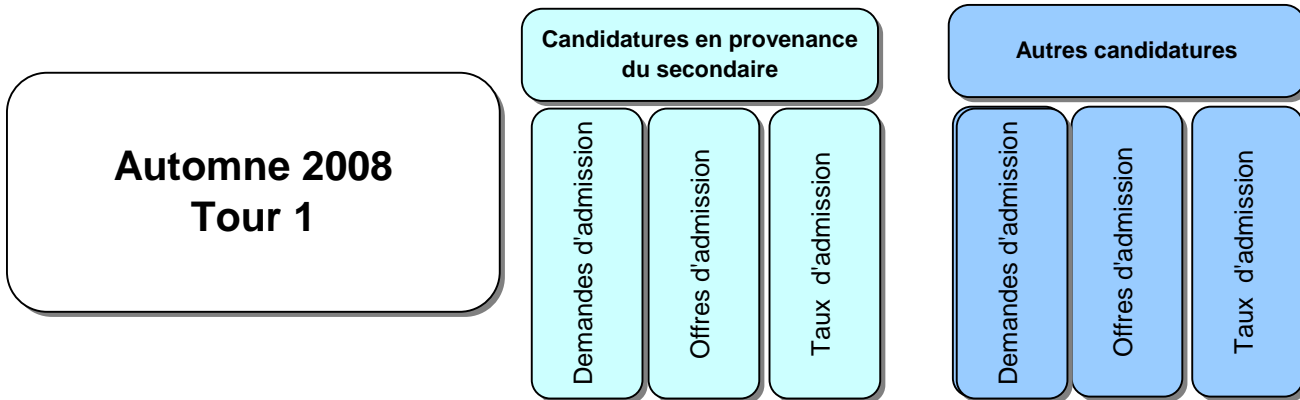 Automne 2008
Tour 1
Candidatures en provenance
du secondaire
Demandes d'admission
Offres d'admission
Taux d'admission
Autres candidatures
Demandes d'admission
Offres d'admission
Taux d'admission